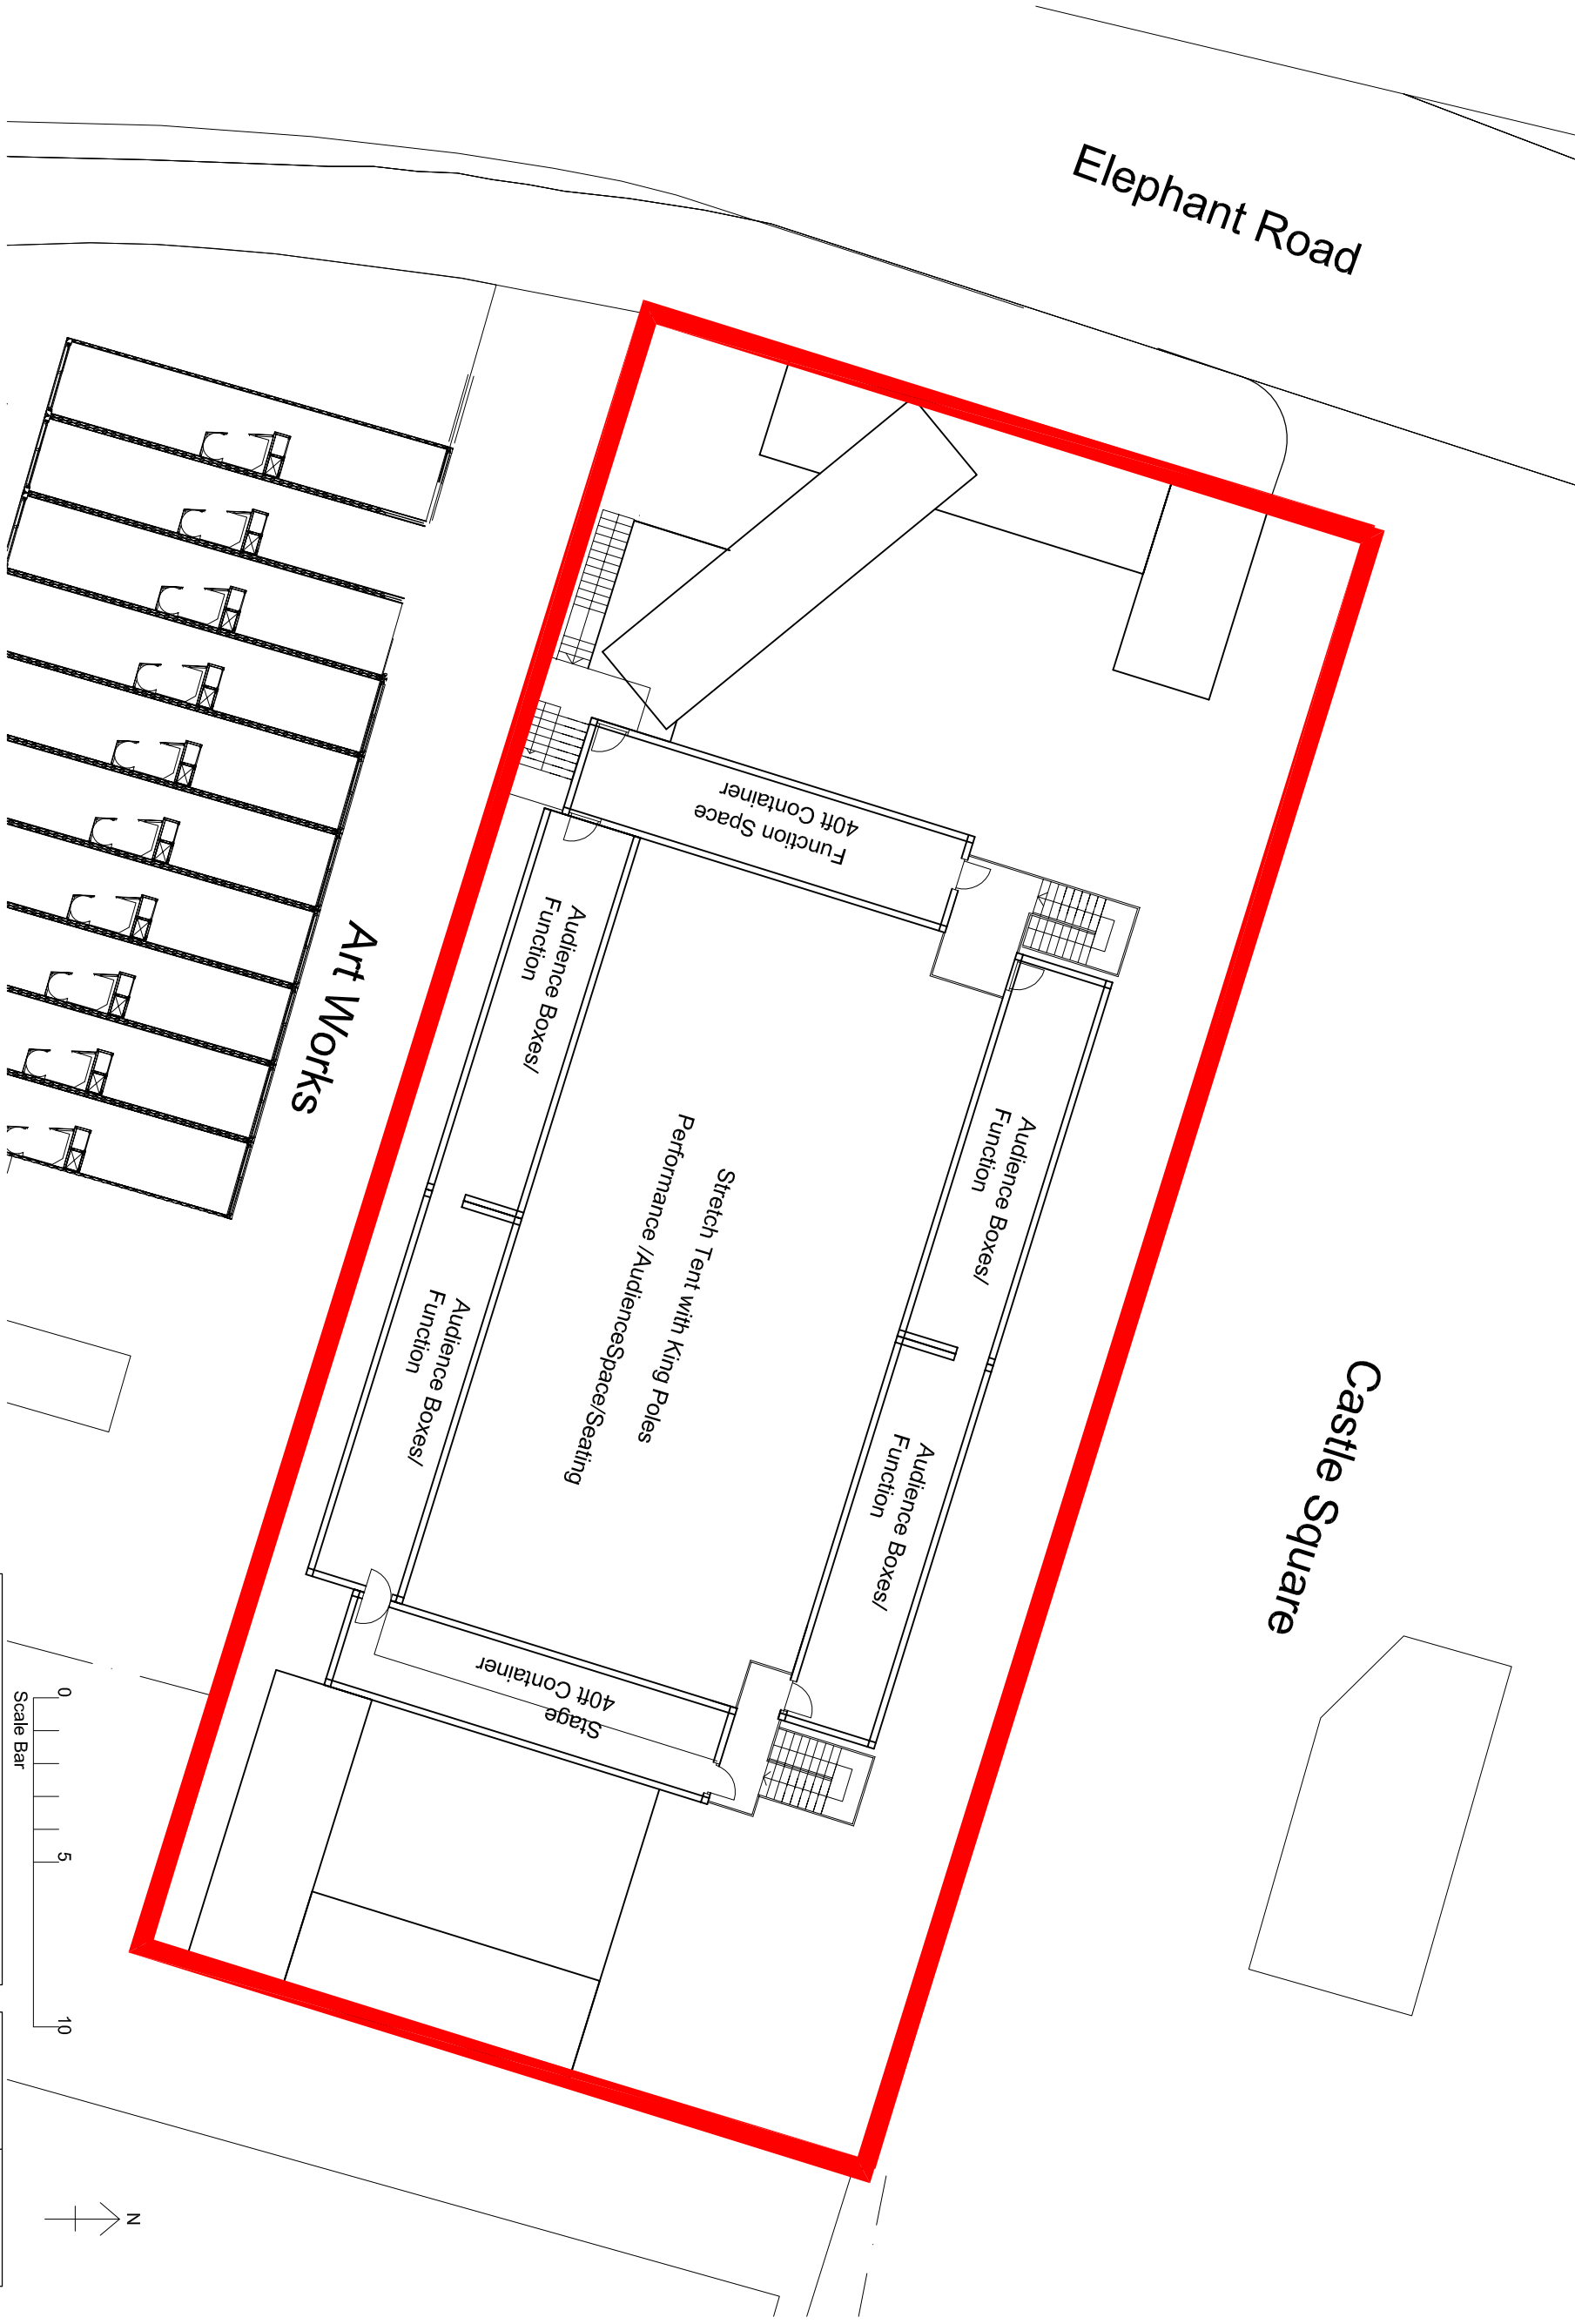 Elephant Road
Function Space
40ft Container
Audience Boxes/
Function
Audience Boxes/
Function
Art Works
Stretch Tent with King Poles
Performance /AudienceSpace/Seating
Audience Boxes/
Function
Audience Boxes/
Function
Castle Square
Stage
40ft Container
0
5
10
Scale Bar
N